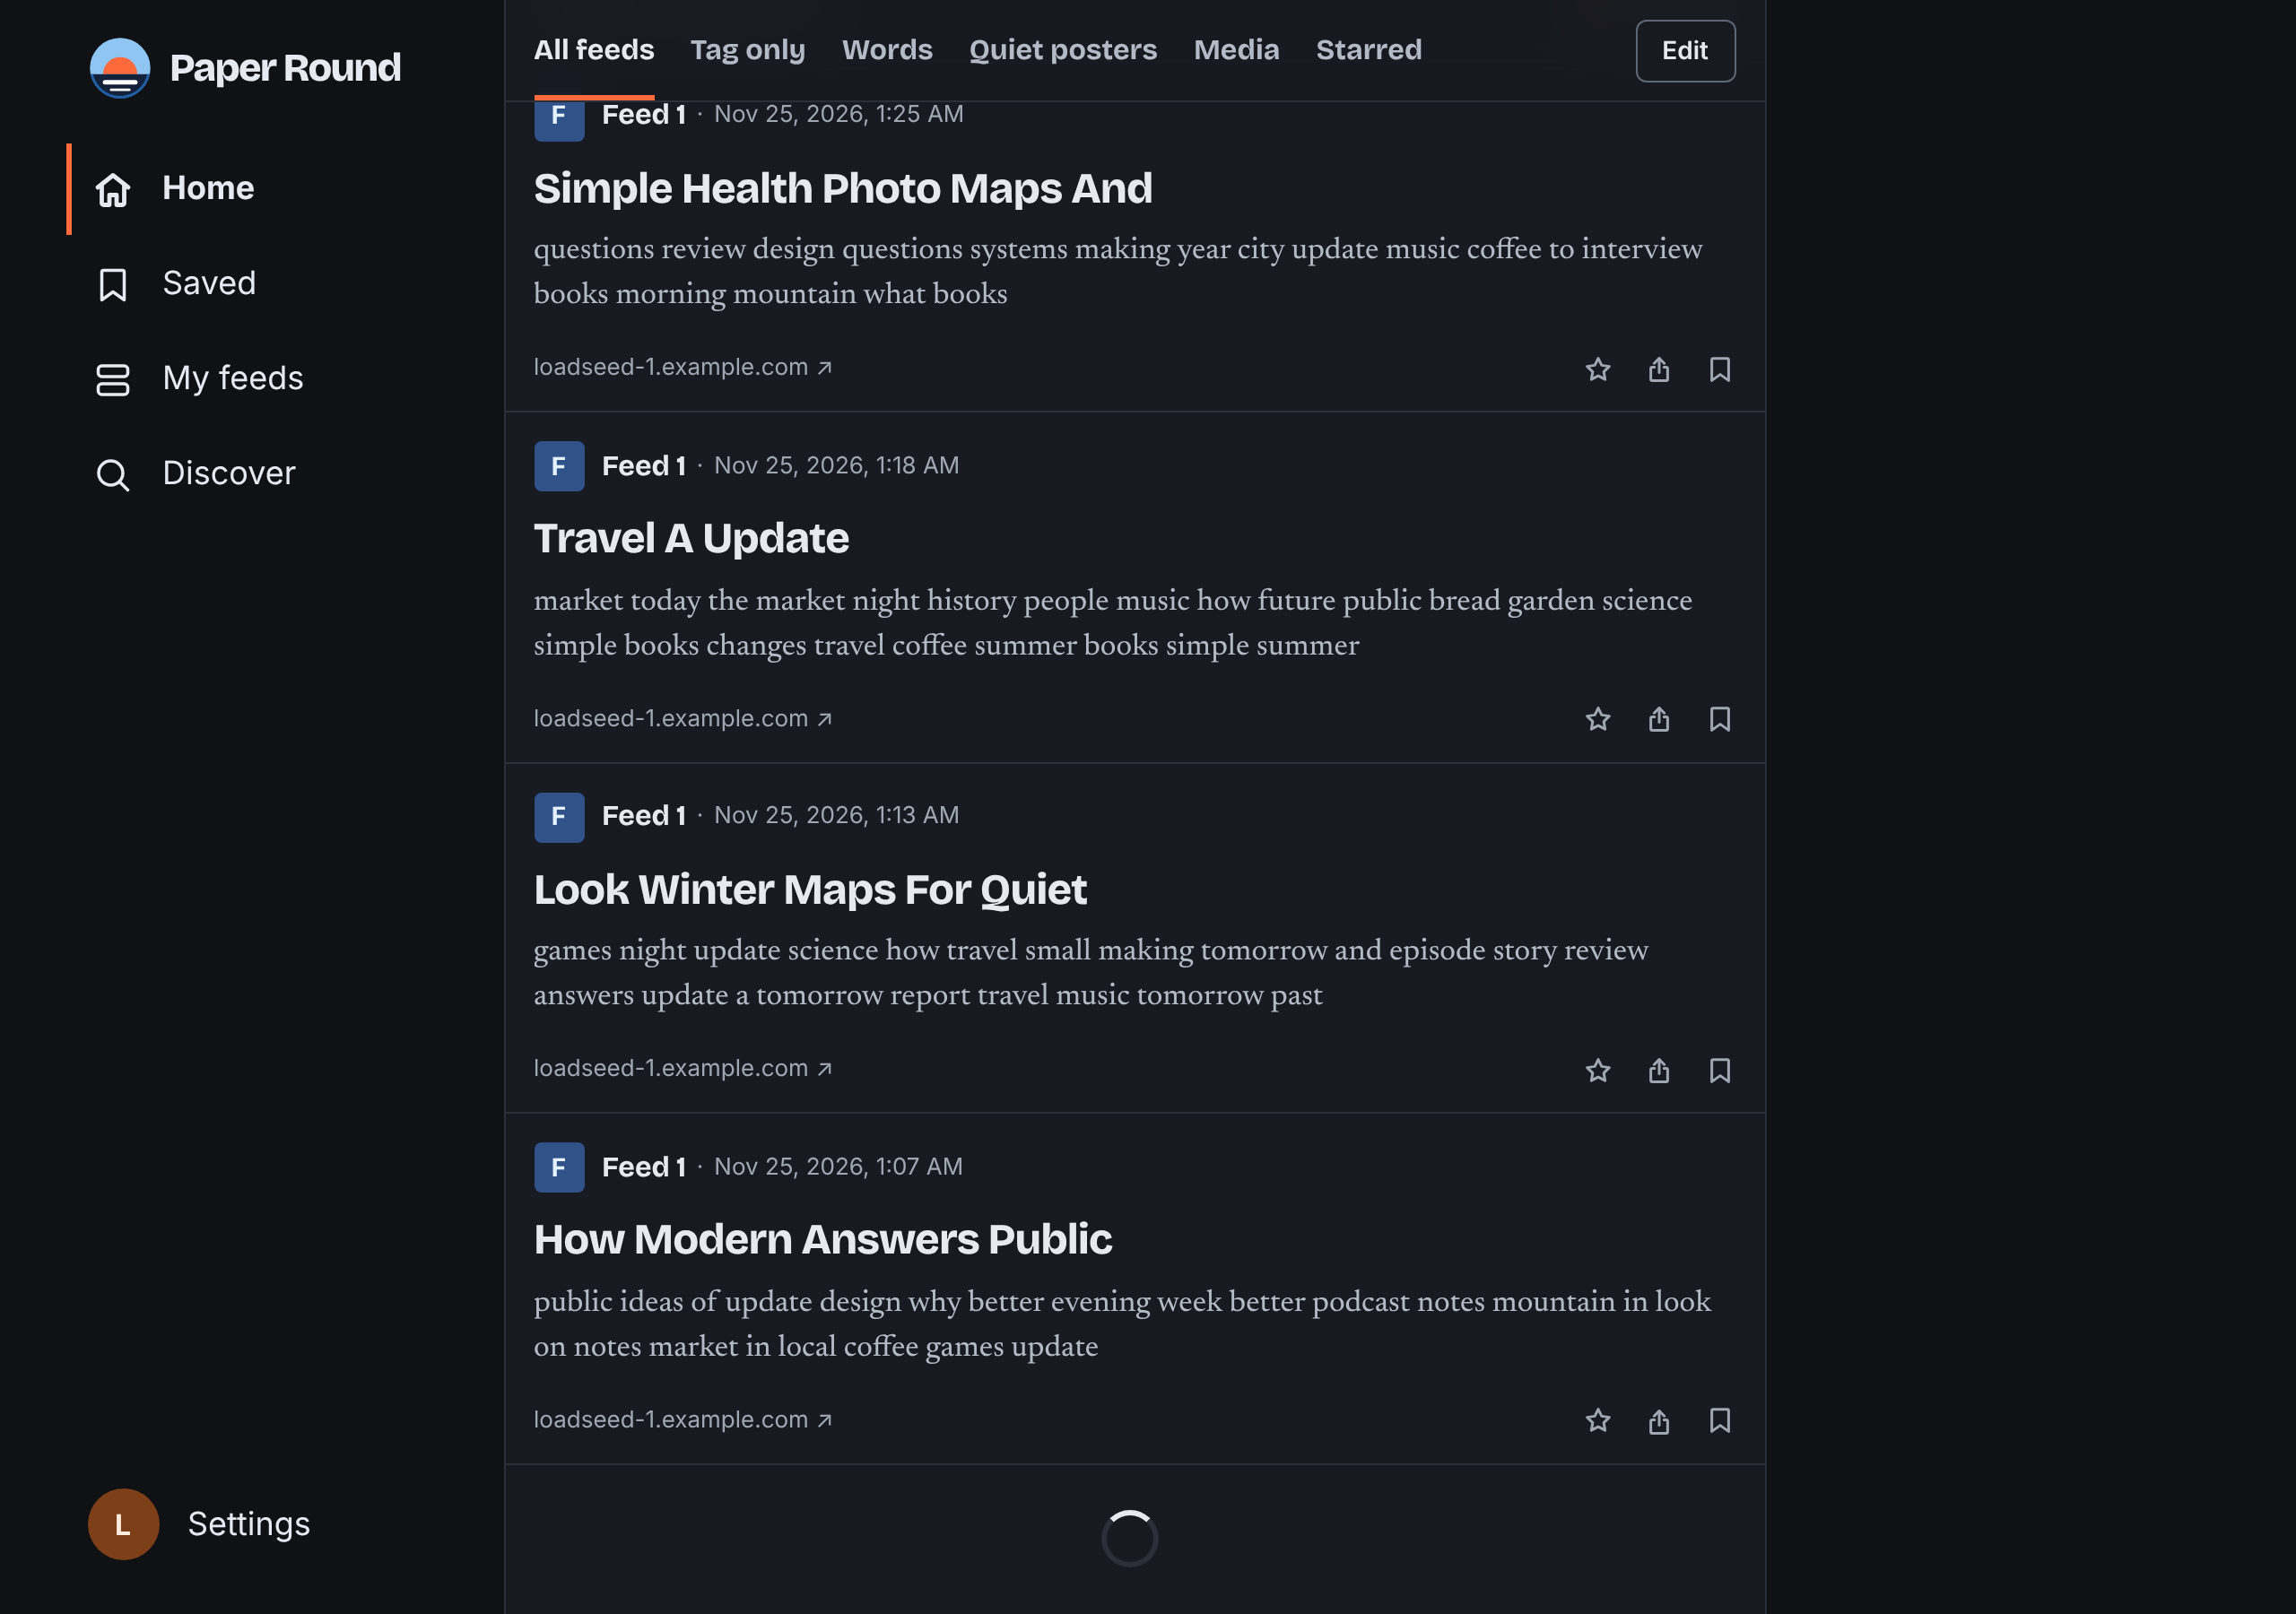 Paper Round
Home
Saved
My feeds
Discover
L
Settings
All feeds
Tag only
Words
Quiet posters
Media
Starred
Edit
F
Feed 1 · Nov 25, 2026, 1:25 AM
Simple Health Photo Maps And
questions review design questions systems making year city update music coffee to interview
books morning mountain what books
loadseed-1.example.com ↗
F
Feed 1 · Nov 25, 2026, 1:18 AM
Travel A Update
market today the market night history people music how future public bread garden science
simple books changes travel coffee summer books simple summer
loadseed-1.example.com ↗
F
Feed 1 · Nov 25, 2026, 1:13 AM
Look Winter Maps For Quiet
games night update science how travel small making tomorrow and episode story review
answers update a tomorrow report travel music tomorrow past
loadseed-1.example.com ↗
F
Feed 1 · Nov 25, 2026, 1:07 AM
How Modern Answers Public
public ideas of update design why better evening week better podcast notes mountain in look
on notes market in local coffee games update
loadseed-1.example.com ↗